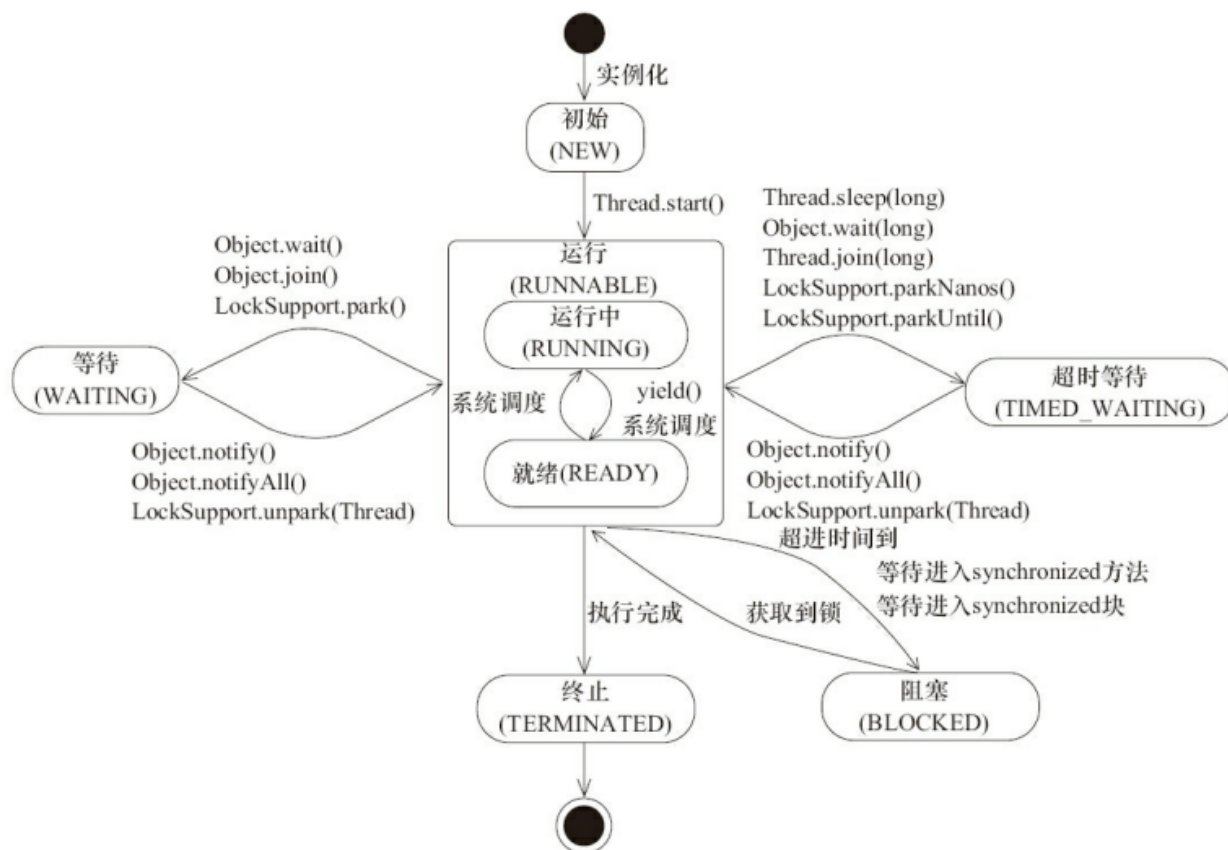 实例化
初始
(NEW)
Thread.start()
Object.wait()
Object.join()
LockSupport.park()
Thread.sleep(long)
Object.wait(long)
Thread.join(long)
LockSupport.parkNanos()
LockSupport.parkUntil()
运行
(RUNNABLE)
运行中
(RUNNING)
等待
(WAITING)
系统调度
yield()
系统调度
超时等待
(TIMED_WAITING)
就绪(READY)
Object.notify()
Object.notifyAll()
LockSupport.unpark(Thread)
Object.notify()
Object.notifyAll()
LockSupport.unpark(Thread)
超进时间到
等待进入synchronized方法
等待进入synchronized块
执行完成
获取到锁
终止
(TERMINATED)
阻塞
(BLOCKED)